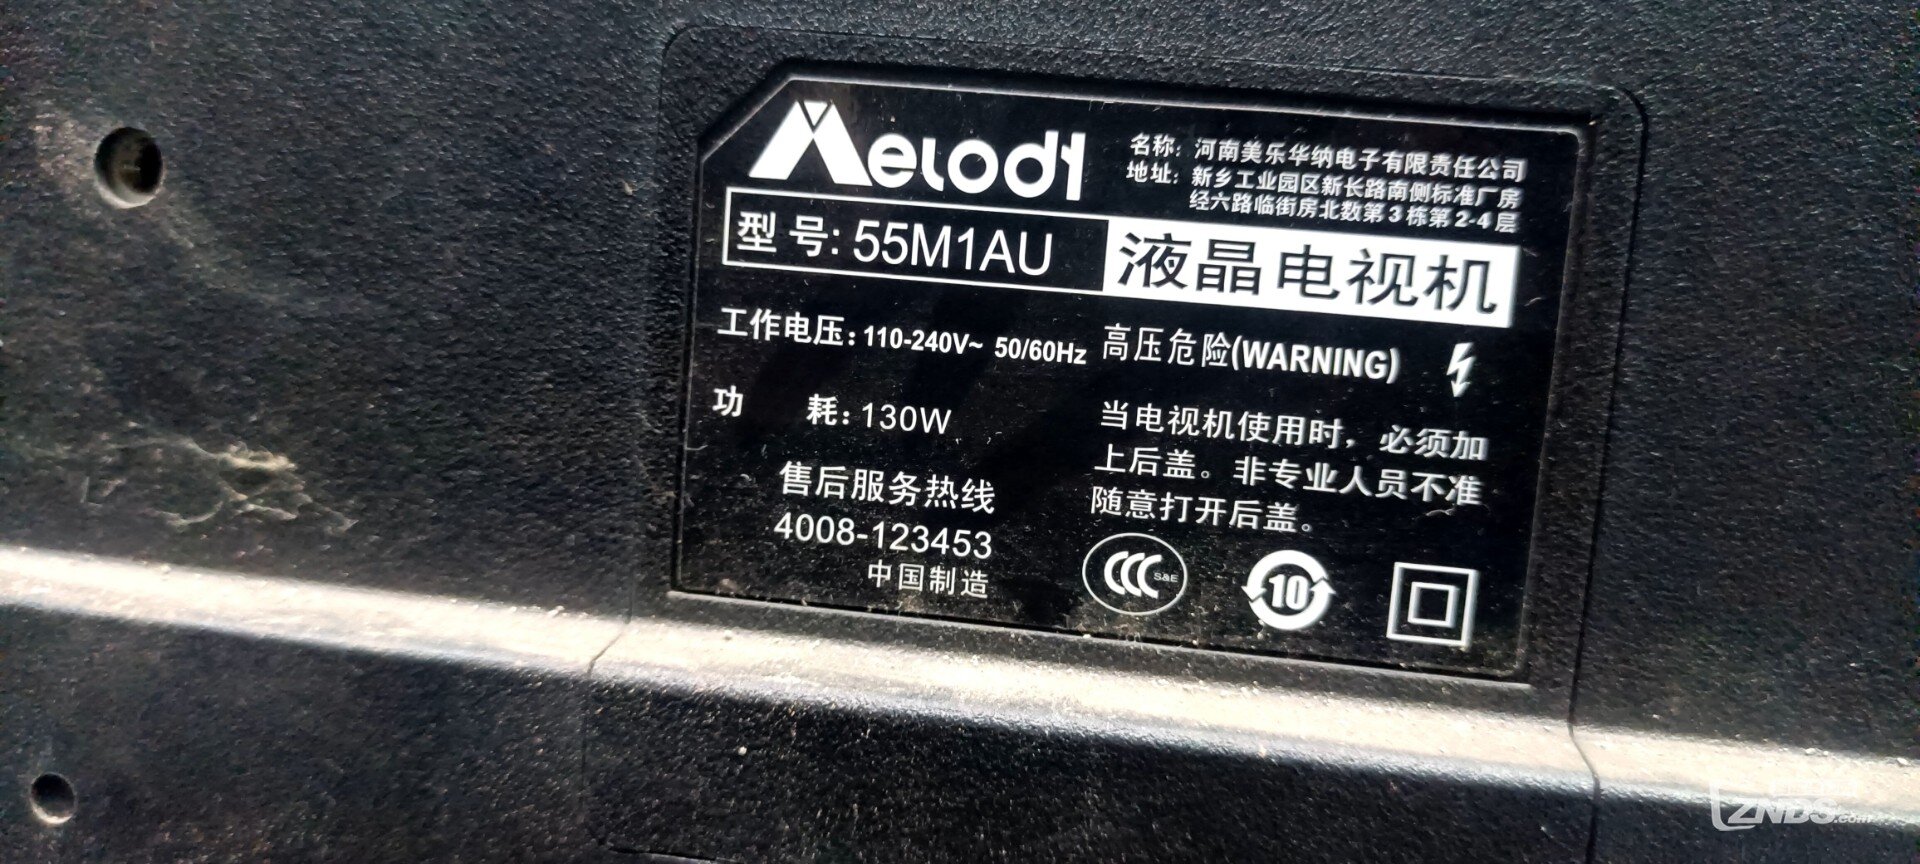 Melodi
名称：河南美乐华纳电子有限责任公司
地址：新乡工业园区新长路南侧标准厂房
经六路临街房北数第3栋第2-4层
型号：55M1AU 液晶电视机
工作电压：110-240V~ 50/60Hz
功 耗：130W
售后服务热线
4008-123453
中国制造
高压危险(WARNING)
当电视机使用时，必须加
上后盖。非专业人员不准
随意打开后盖。
CCC S&E
10
ZNDS.com